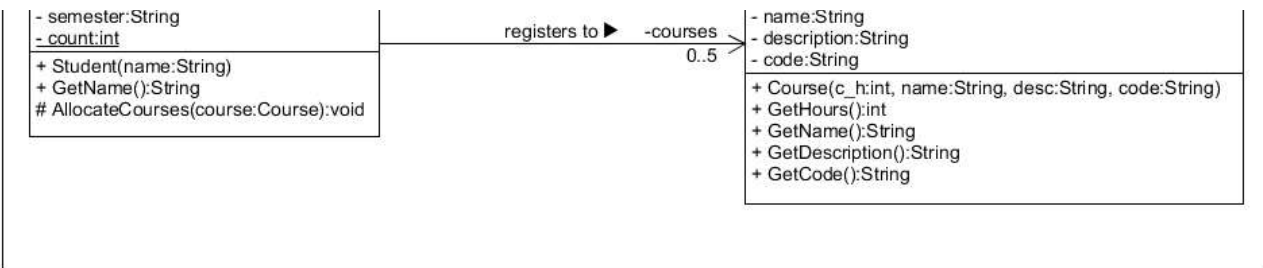 - semester:String
- count:int
+ Student(name:String)
+ GetName():String
# AllocateCourses(course:Course):void
registers to ▶
-courses
0..5
- name:String
- description:String
- code:String
+ Course(c_h:int, name:String, desc:String, code:String)
+ GetHours():int
+ GetName():String
+ GetDescription():String
+ GetCode():String